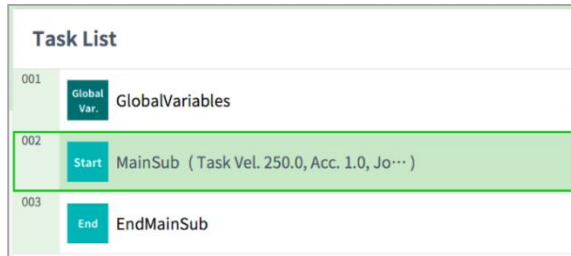 Task List
001
Global
Var.
GlobalVariables
002
Start
MainSub ( Task Vel. 250.0, Acc. 1.0, Jo··· )
003
End
EndMainSub